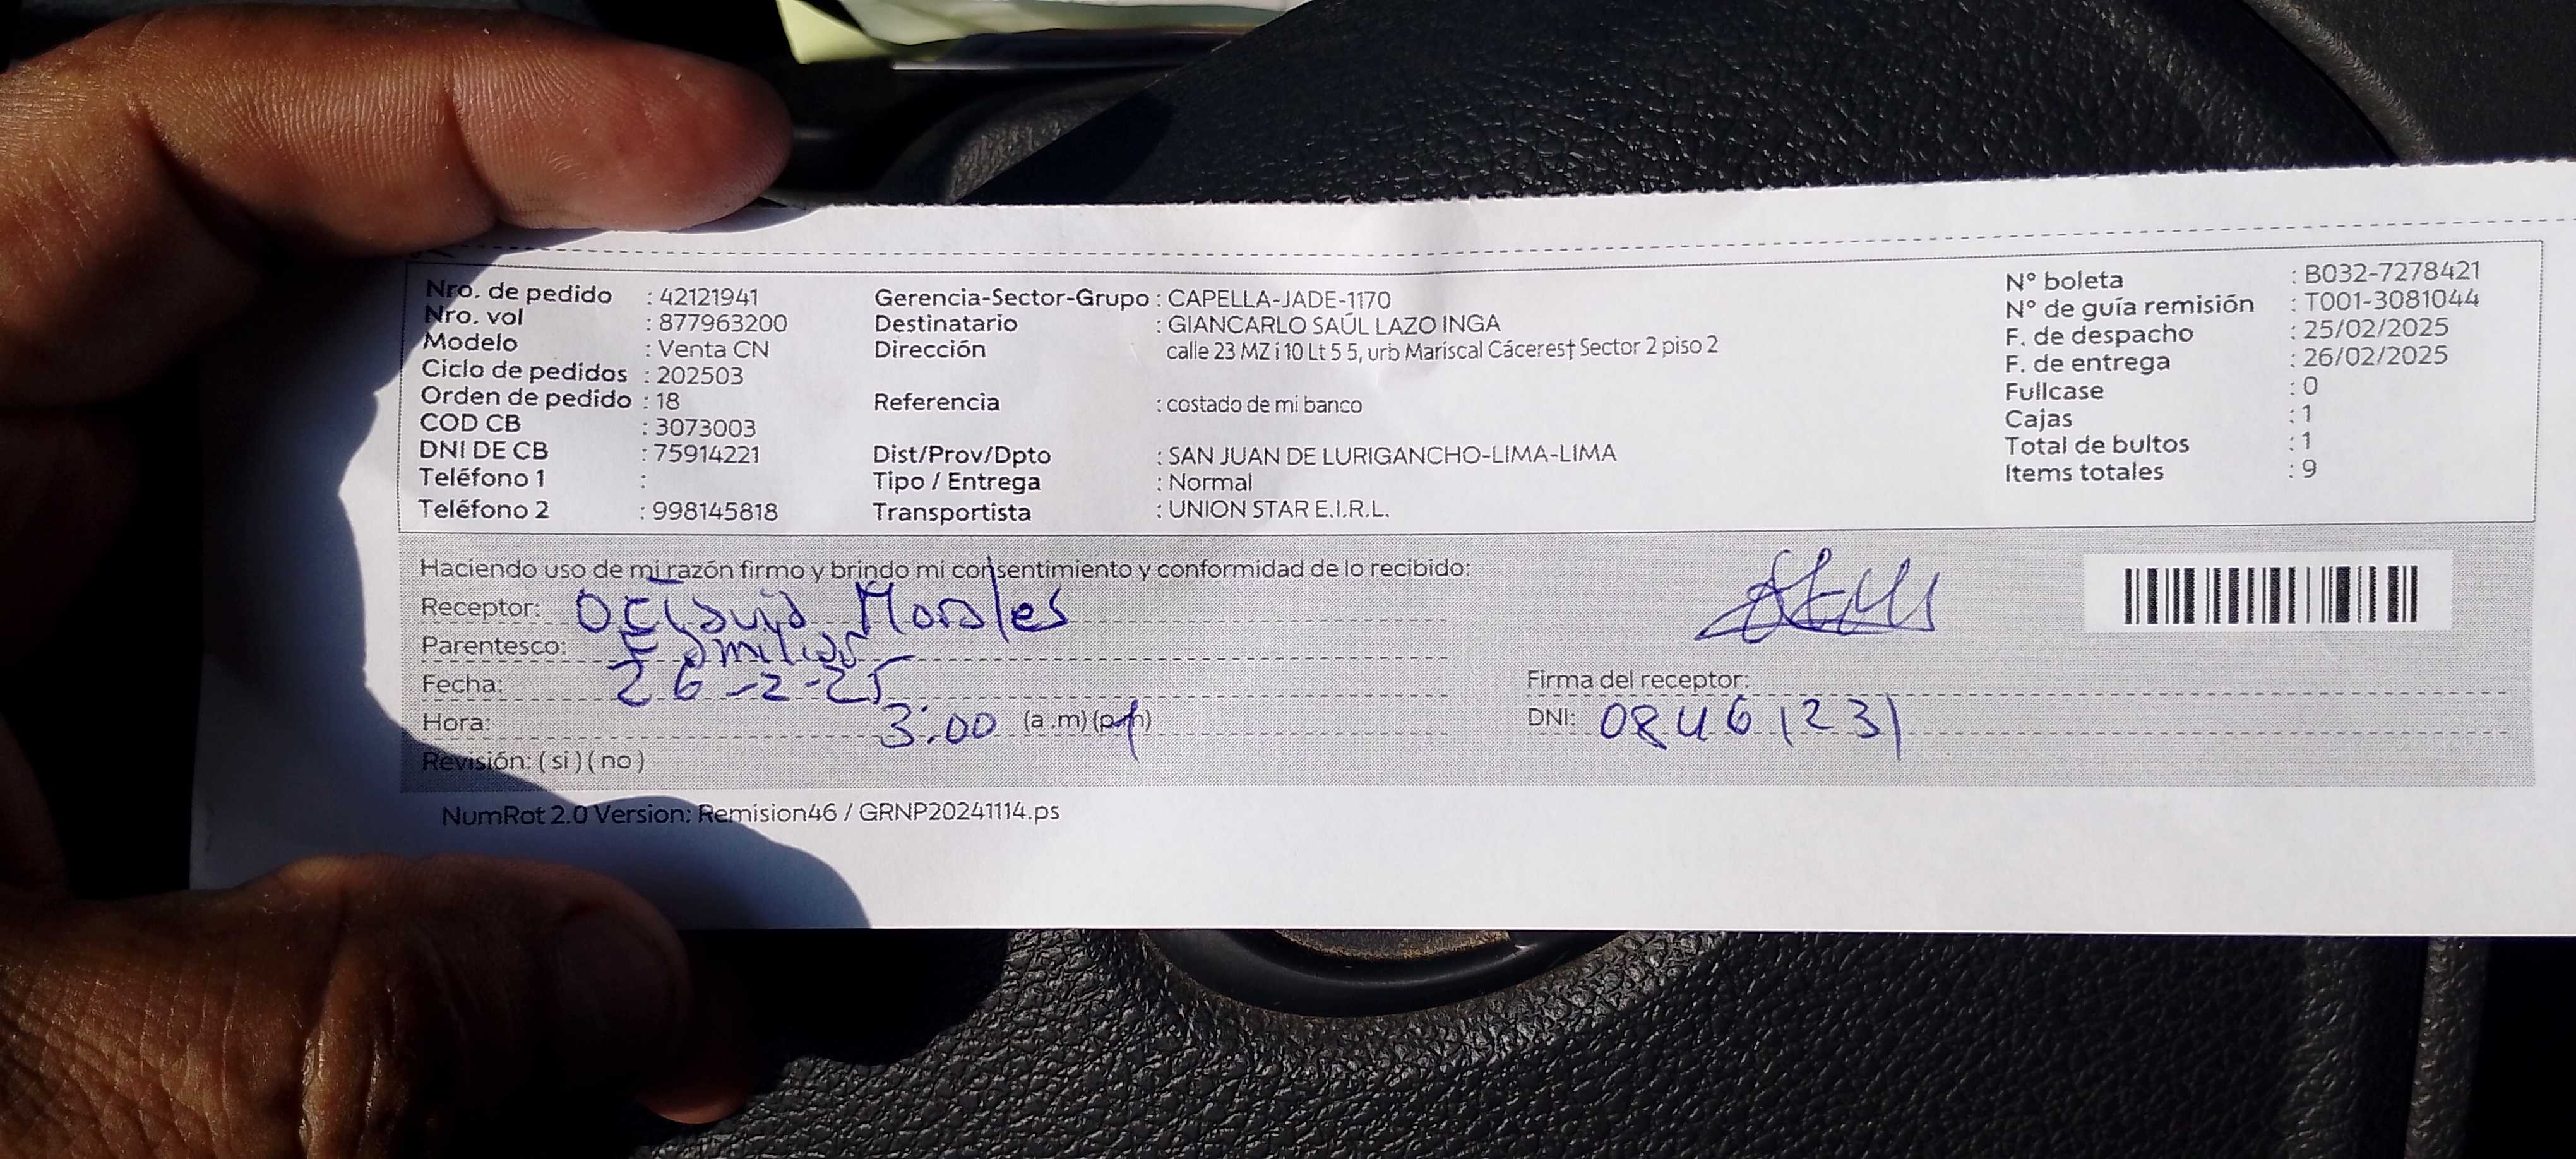 Nro. de pedido : 42121941
Nro. vol : 877963200
Modelo : Venta CN
Ciclo de pedidos : 202503
Orden de pedido : 18
COD CB : 3073003
DNI DE CB : 75914221
Teléfono 1 :
Teléfono 2 : 998145818
Gerencia-Sector-Grupo : CAPELLA-JADE-1170
Destinatario : GIANCARLO SAÚL LAZO INGA
Dirección calle 23 MZ i 10 Lt 5 5, urb Mariscal Cácerest Sector 2 piso 2
Referencia : costado de mi banco
Dist/Prov/Dpto : SAN JUAN DE LURIGANCHO-LIMA-LIMA
Tipo / Entrega : Normal
Transportista : UNION STAR E.I.R.L.
N° boleta : B032-7278421
N° de guía remisión : T001-3081044
F. de despacho : 25/02/2025
F. de entrega : 26/02/2025
Fullcase : 0
Cajas : 1
Total de bultos : 1
Items totales : 9
Haciendo uso de mi razón firmo y brindo mi consentimiento y conformidad de lo recibido:
Receptor: Octavio Morales
Parentesco: Familiar
Fecha: 26-2-25
Hora: 3:00 (a .m) (p.m)
Revisión: ( si ) ( no )
Firma del receptor:
DNI: 08461231
NumRot 2.0 Version: Remision46 / GRNP20241114.ps